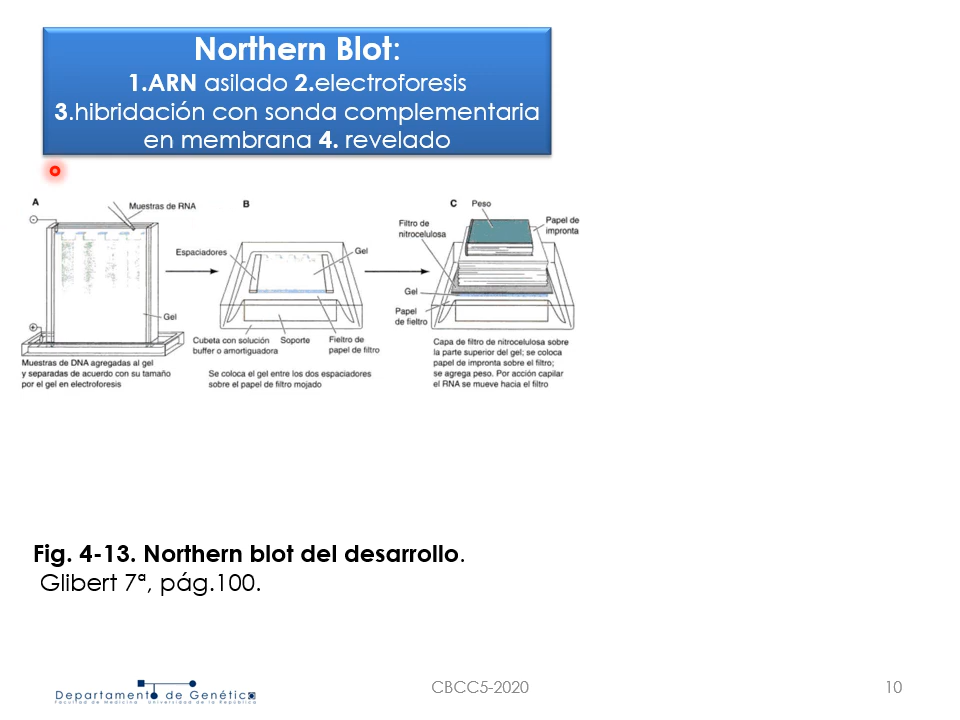 Northern Blot:
1.ARN asilado 2.electroforesis
3.hibridación con sonda complementaria
en membrana 4. revelado
A
Muestras de RNA
Gel
Muestras de DNA agregadas al gel
y separadas de acuerdo con su tamaño
por el gel en electroforesis
B
Espaciadores
Gel
Cubeta con solución
buffer o amortiguadora
Soporte
Fieltro de
papel de filtro
Se coloca el gel entre los dos espaciadores
sobre el papel de filtro mojado
C
Peso
Filtro de
nitrocelulosa
Papel de
impronta
Gel
Papel
de fieltro
Capa de filtro de nitrocelulosa sobre
la parte superior del gel; se coloca
papel de impronta sobre el filtro;
se agrega peso. Por acción capilar
el RNA se mueve hacia el filtro
Fig. 4-13. Northern blot del desarrollo.
Glibert 7ª, pág.100.
Departamento de Genética
Facultad de Medicina Universidad de la República
CBCC5-2020
10